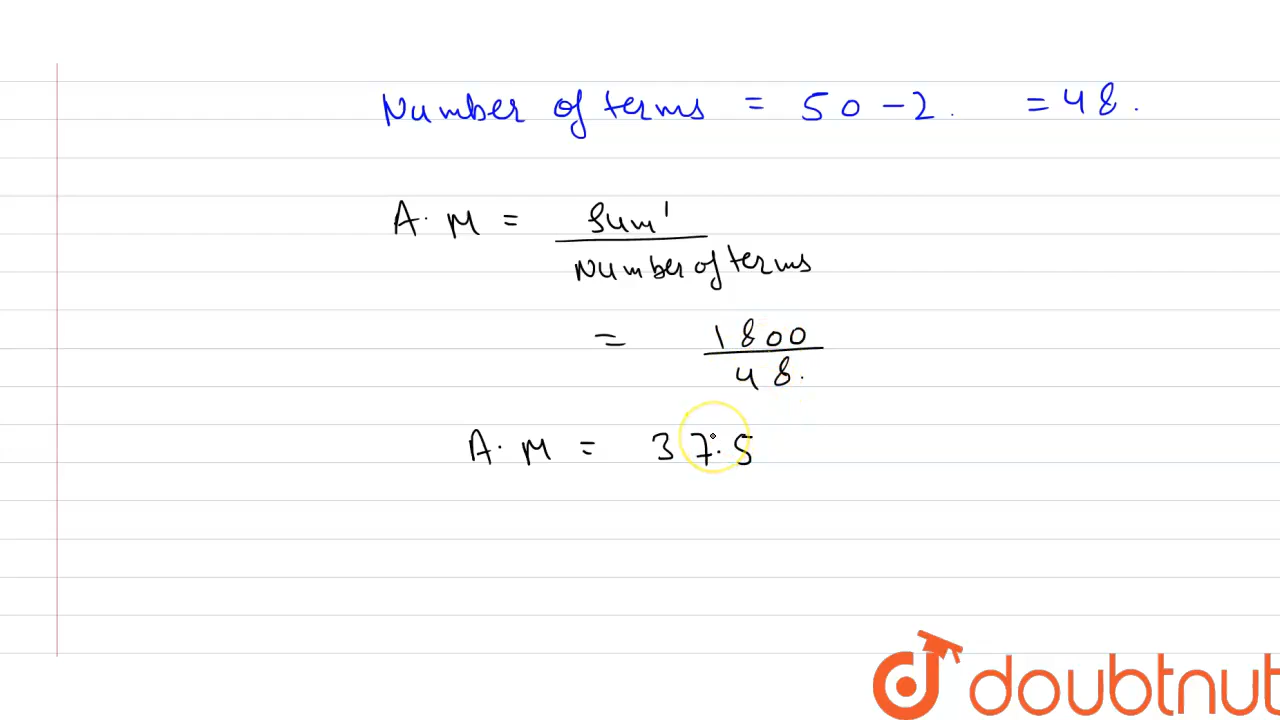 Number of terms = 50 - 2. = 48.
A.M = Sum'
Number of terms
= 1800
48.
A.M = 37.5
doubtnut